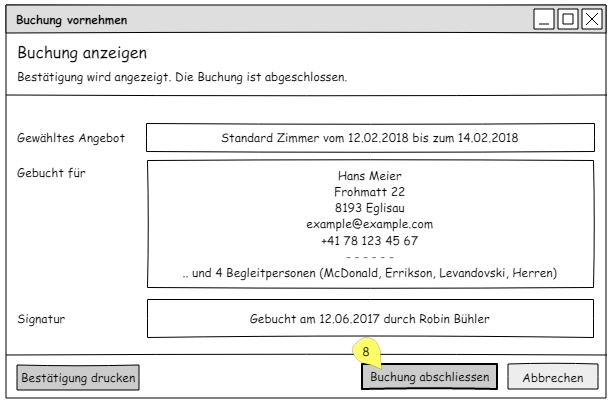 Buchung vornehmen
Buchung anzeigen
Bestätigung wird angezeigt. Die Buchung ist abgeschlossen.
Gewähltes Angebot
Standard Zimmer vom 12.02.2018 bis zum 14.02.2018
Gebucht für
Hans Meier
Frohmatt 22
8193 Eglisau
example@example.com
+41 78 123 45 67
- - - - - -
.. und 4 Begleitpersonen (McDonald, Errikson, Levandovski, Herren)
Signatur
Gebucht am 12.06.2017 durch Robin Bühler
8
Bestätigung drucken
Buchung abschliessen
Abbrechen